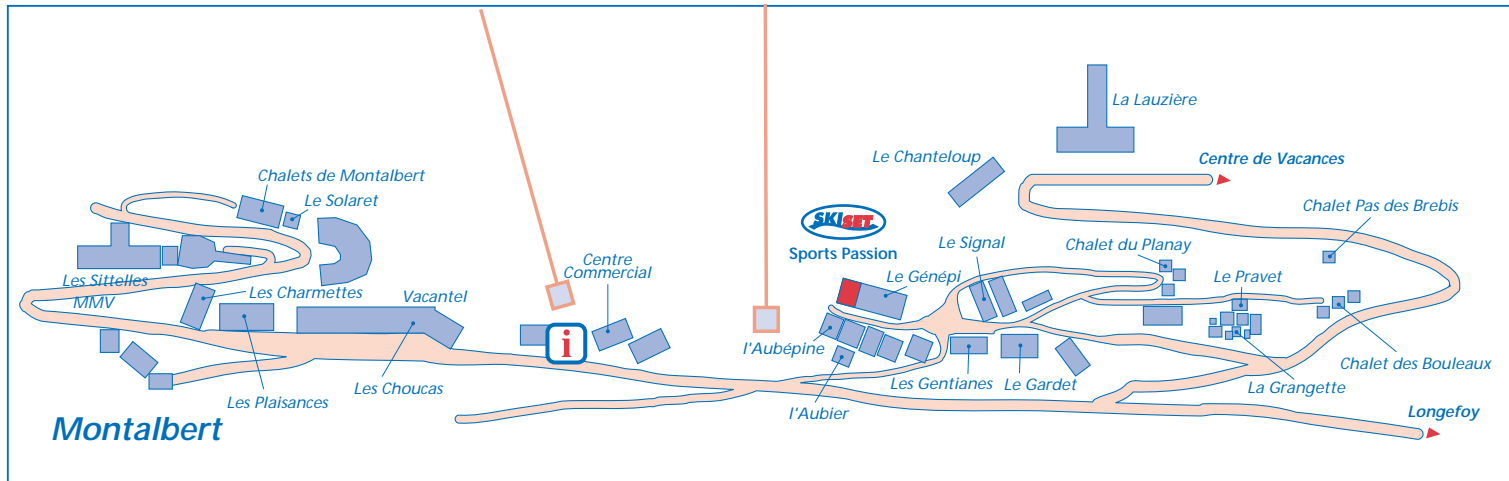 La Lauzière
Le Chanteloup
Centre de Vacances
Chalets de Montalbert
Le Solaret
Chalet Pas des Brebis
SKISET
Sports Passion
Le Signal
Chalet du Planay
Centre
Commercial
Les Sittelles
MMV
Les Charmettes
Vacantel
Le Génépi
Le Pravet
i
l'Aubépine
Les Plaisances
Les Choucas
l'Aubier
Les Gentianes
Le Gardet
La Grangette
Chalet des Bouleaux
Longefoy
Montalbert